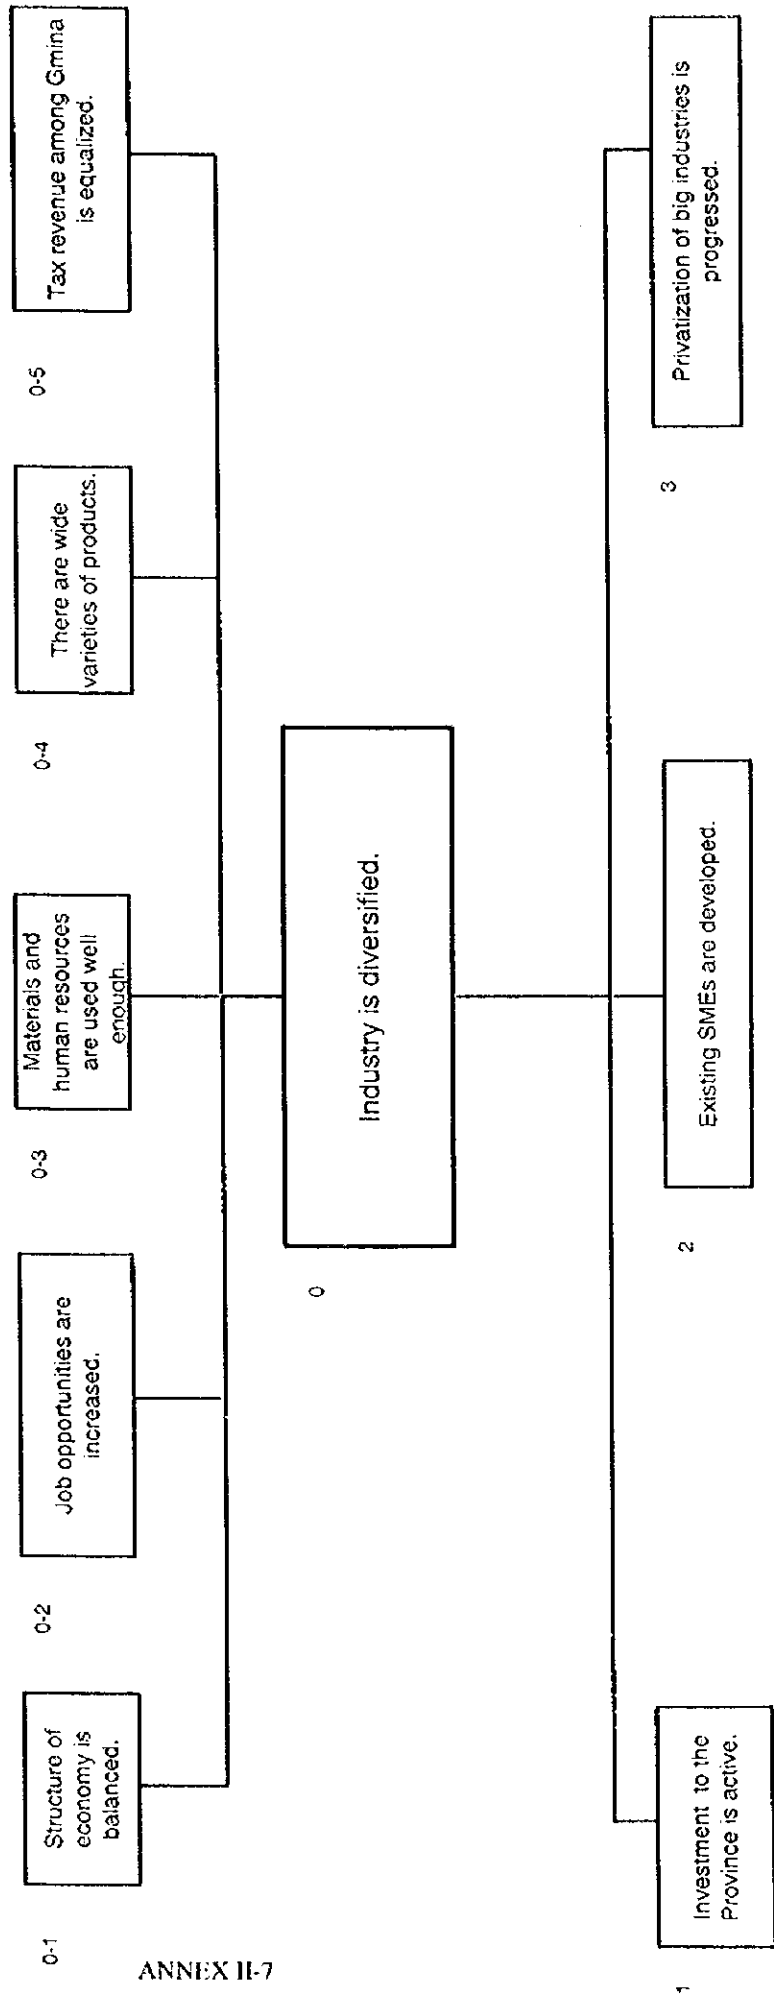 0-1
Structure of
economy is
balanced.
0-2
Job opportunities are
increased.
0-3
Materials and
human resources
are used well
enough.
0-4
There are wide
varieties of products.
0-5
Tax revenue among Gmina
is equalized.
0
Industry is diversified.
1
Investment to the
Province is active.
2
Existing SMEs are developed.
3
Privatization of big industries is
progressed.
ANNEX II-7